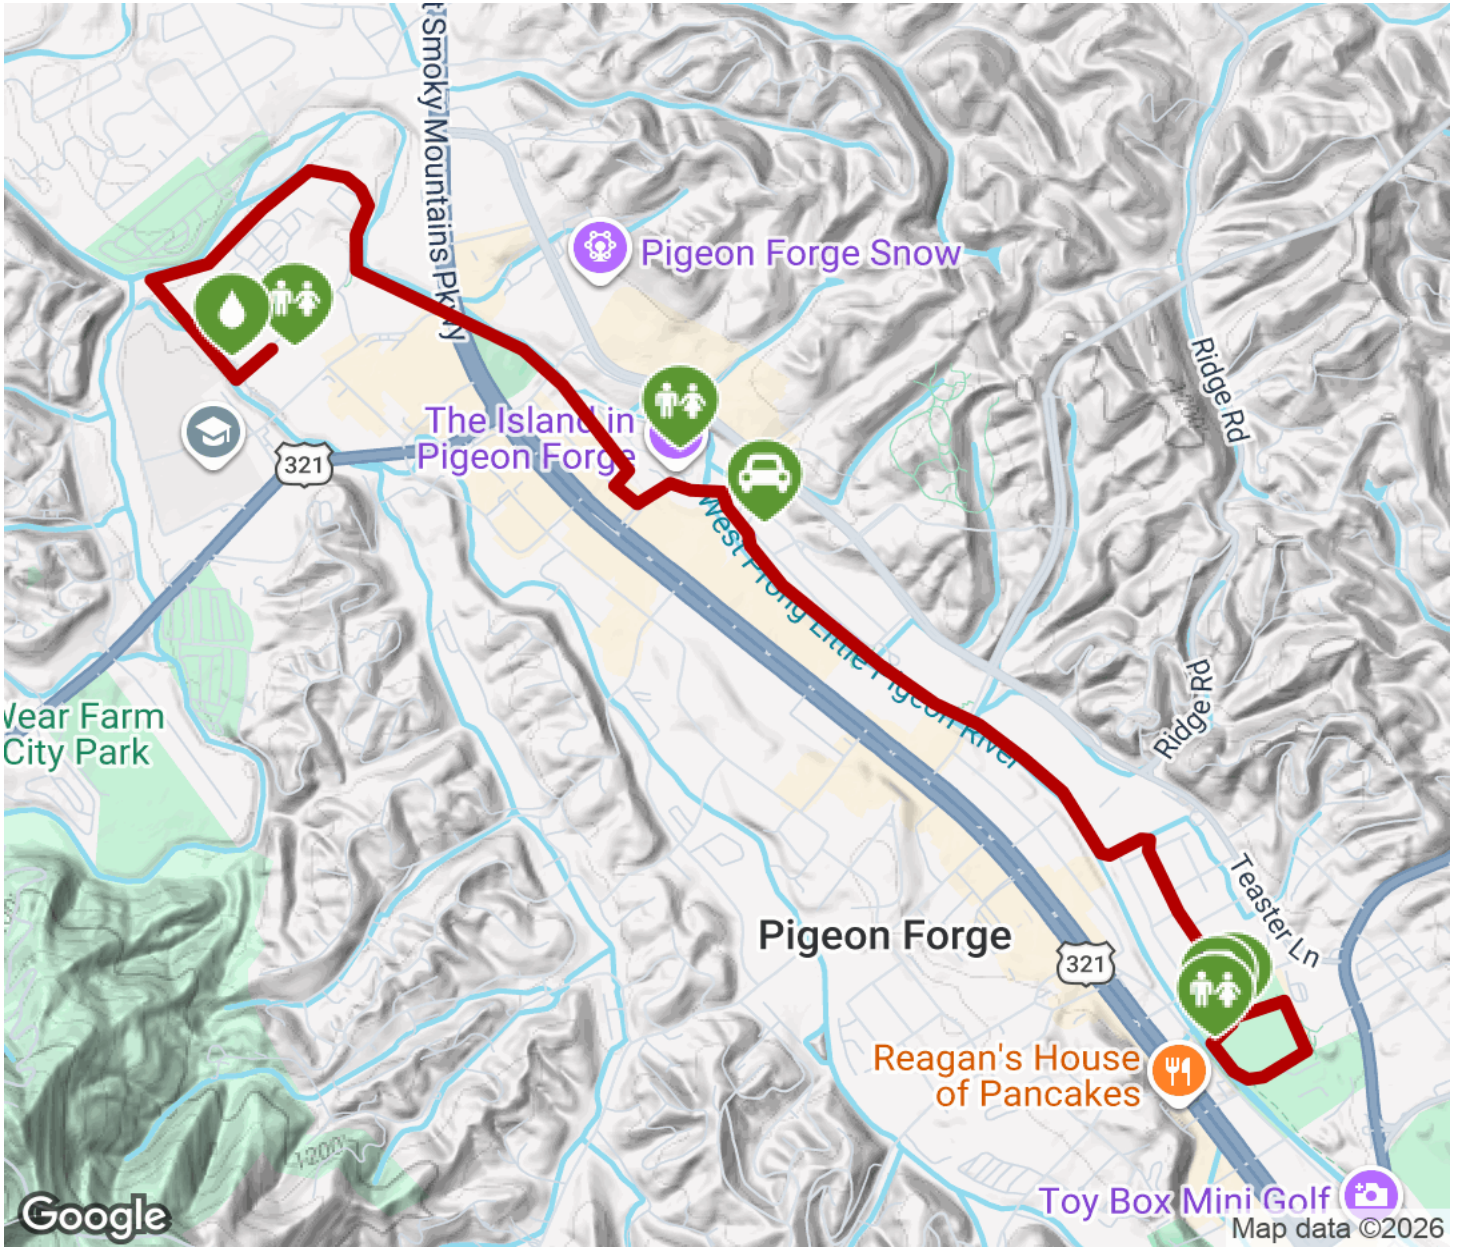 t Smoky Mountains Pkwy
Pigeon Forge Snow
Ridge Rd
The Island in
Pigeon Forge
321
West Prong Little Pigeon River
Ridge Rd
Wear Farm
City Park
Teaster Ln
Pigeon Forge
321
Reagan's House
of Pancakes
1200'
Toy Box Mini Golf
Google
Map data ©2026